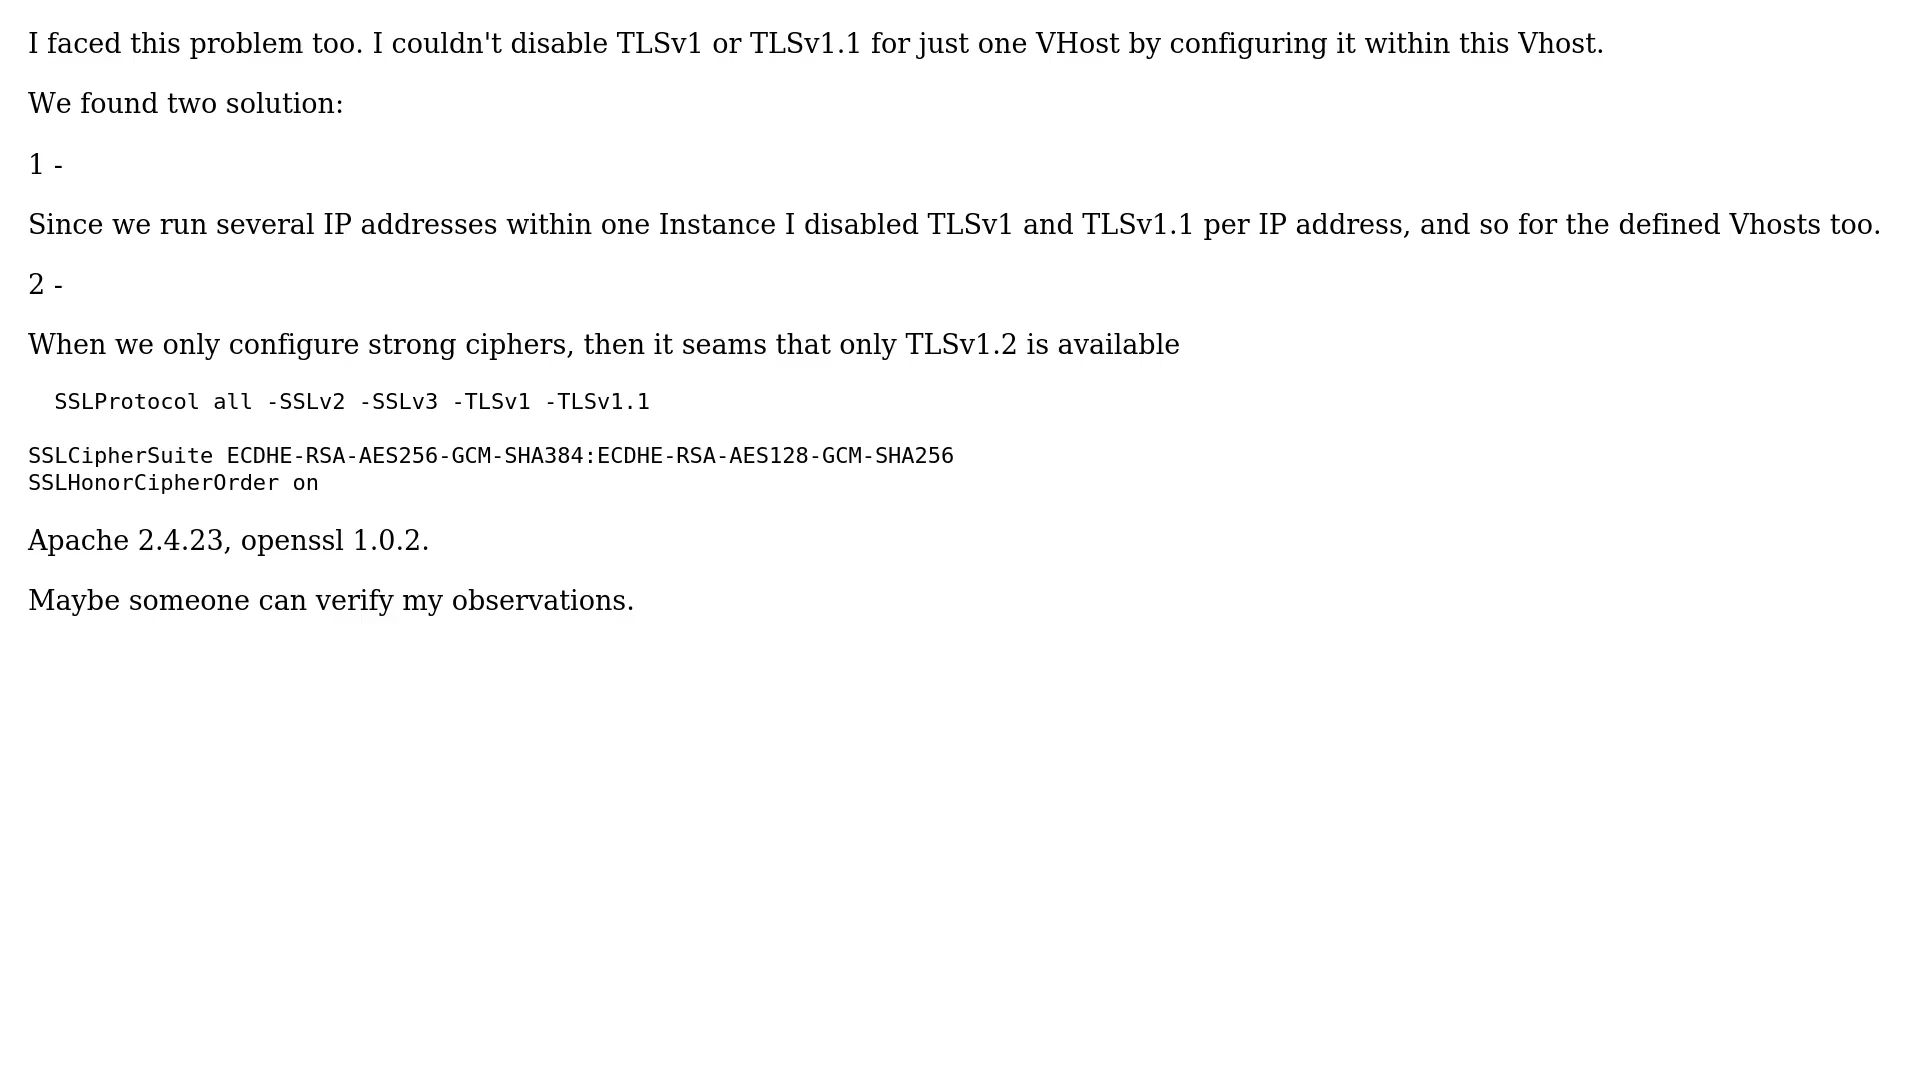 I faced this problem too. I couldn't disable TLSv1 or TLSv1.1 for just one VHost by configuring it within this Vhost.
We found two solution:
1 -
Since we run several IP addresses within one Instance I disabled TLSv1 and TLSv1.1 per IP address, and so for the defined Vhosts too.
2 -
When we only configure strong ciphers, then it seams that only TLSv1.2 is available
SSLProtocol all -SSLv2 -SSLv3 -TLSv1 -TLSv1.1
SSLCipherSuite ECDHE-RSA-AES256-GCM-SHA384:ECDHE-RSA-AES128-GCM-SHA256
SSLHonorCipherOrder on
Apache 2.4.23, openssl 1.0.2.
Maybe someone can verify my observations.